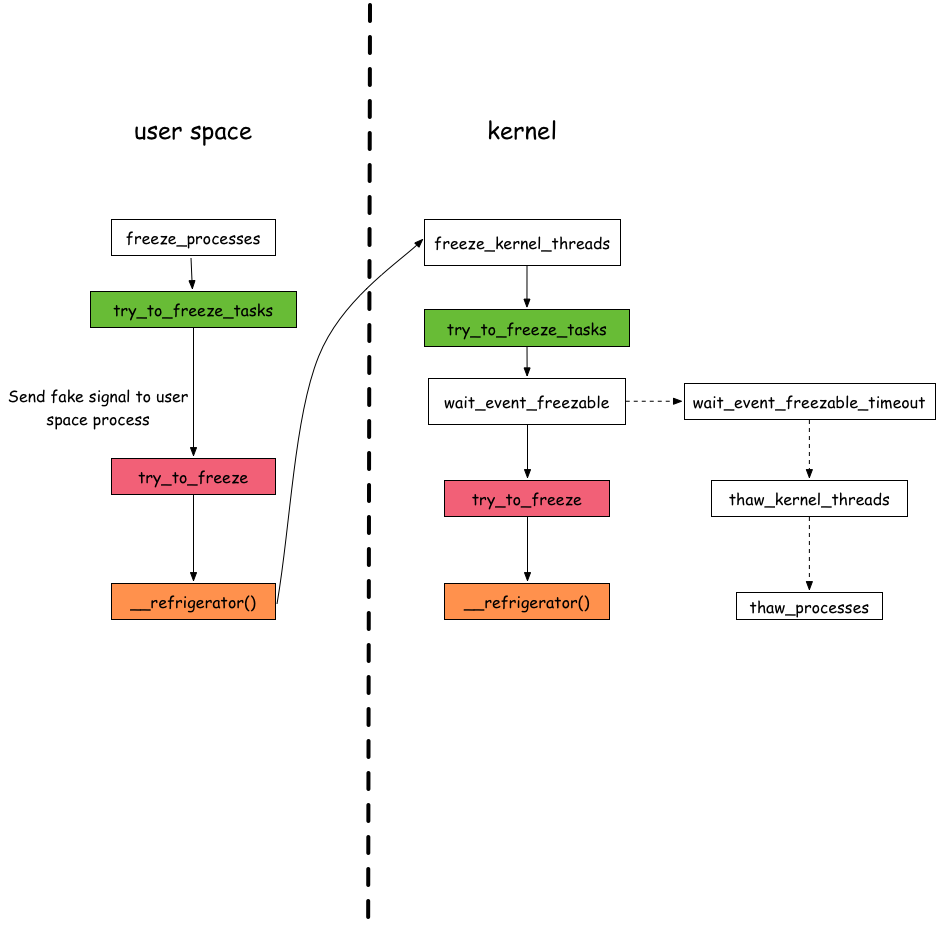 user space
kernel
freeze_processes
try_to_freeze_tasks
Send fake signal to user
space process
try_to_freeze
__refrigerator()
freeze_kernel_threads
try_to_freeze_tasks
wait_event_freezable
wait_event_freezable_timeout
try_to_freeze
thaw_kernel_threads
__refrigerator()
thaw_processes